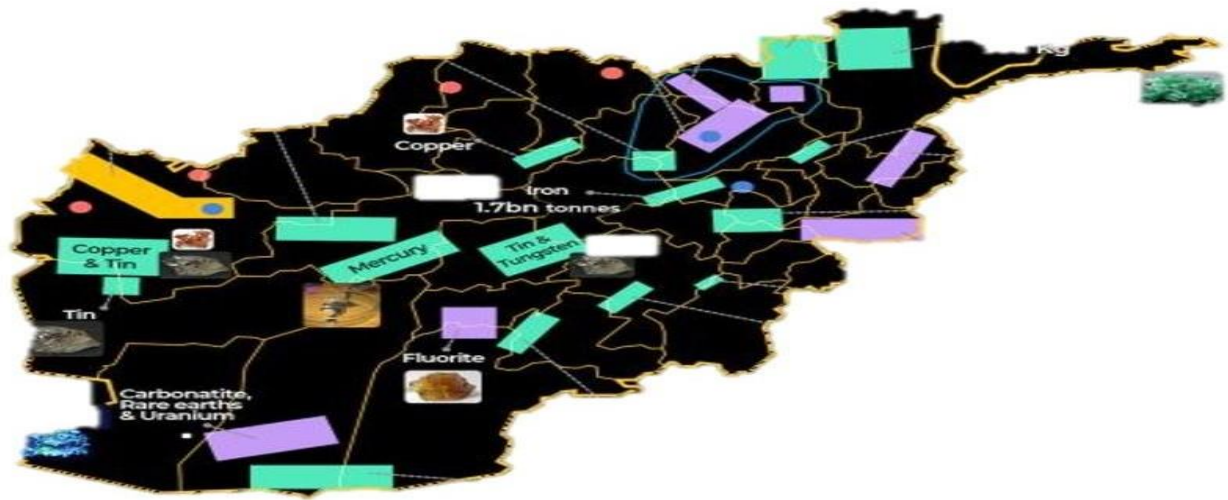 Kg
Copper
Iron
1.7bn tonnes
Copper
& Tin
Mercury
Tin &
Tungsten
Tin
Fluorite
Carbonatite,
Rare earths
& Uranium